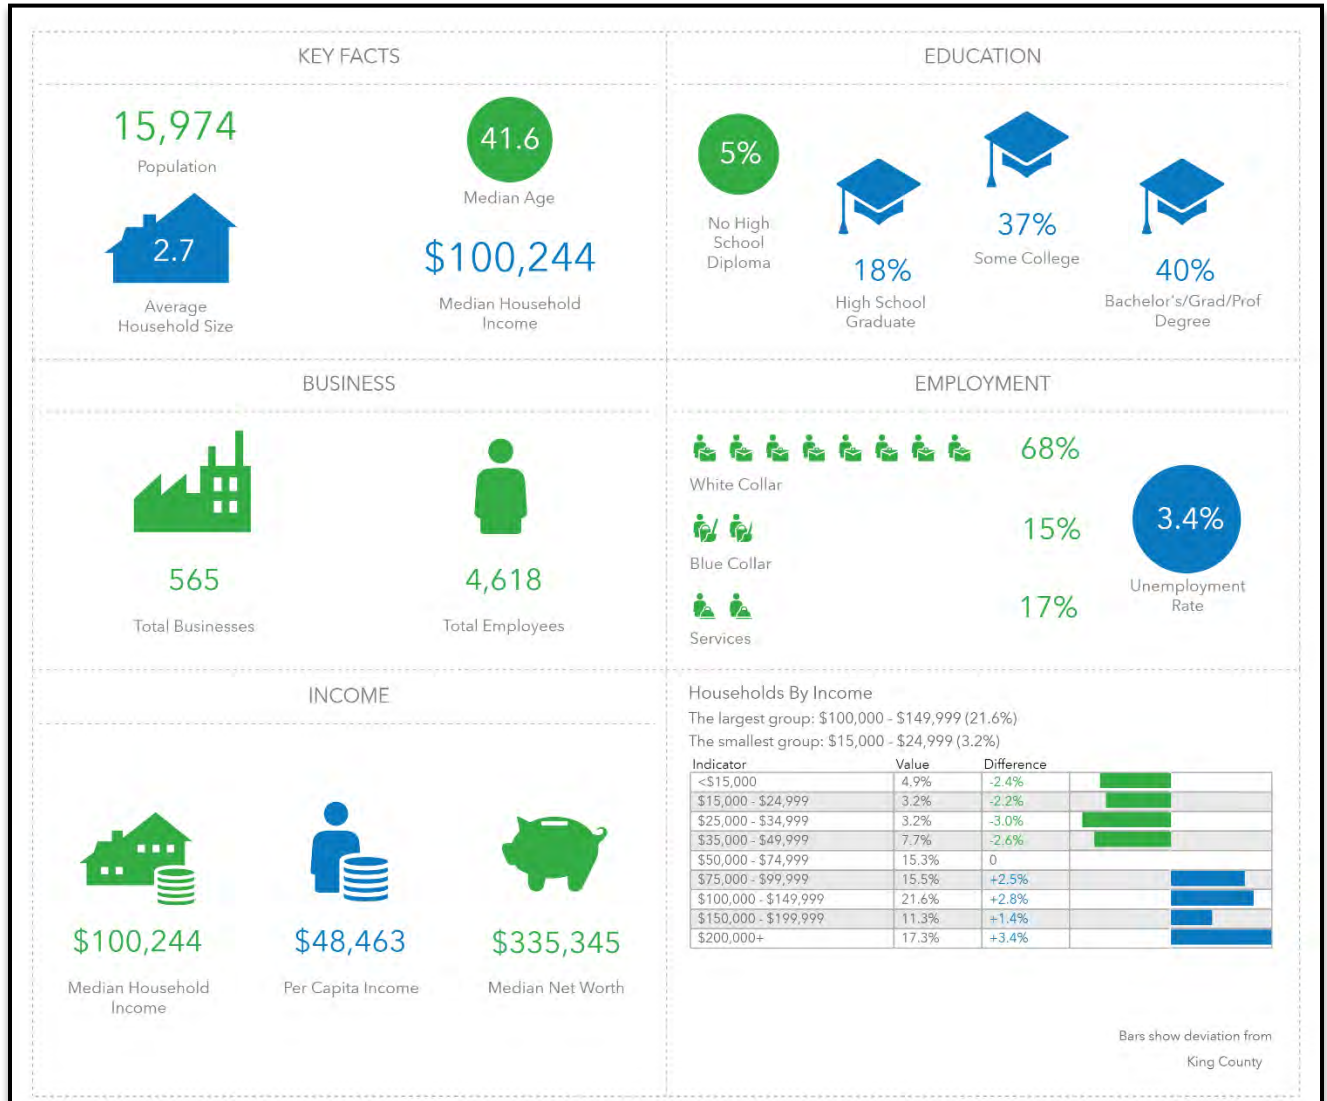 KEY FACTS
15,974
Population
41.6
Median Age
2.7
Average
Household Size
$100,244
Median Household
Income
EDUCATION
5%
No High
School
Diploma
18%
High School
Graduate
37%
Some College
40%
Bachelor's/Grad/Prof
Degree
BUSINESS
565
Total Businesses
4,618
Total Employees
EMPLOYMENT
68%
White Collar
15%
Blue Collar
17%
Services
3.4%
Unemployment
Rate
INCOME
$100,244
Median Household
Income
$48,463
Per Capita Income
$335,345
Median Net Worth
Households By Income
The largest group: $100,000 - $149,999 (21.6%)
The smallest group: $15,000 - $24,999 (3.2%)
Indicator Value Difference
<$15,000 4.9% -2.4%
$15,000 - $24,999 3.2% -2.2%
$25,000 - $34,999 3.2% -3.0%
$35,000 - $49,999 7.7% -2.6%
$50,000 - $74,999 15.3% 0
$75,000 - $99,999 15.5% +2.5%
$100,000 - $149,999 21.6% +2.8%
$150,000 - $199,999 11.3% +1.4%
$200,000+ 17.3% +3.4%
Bars show deviation from
King County